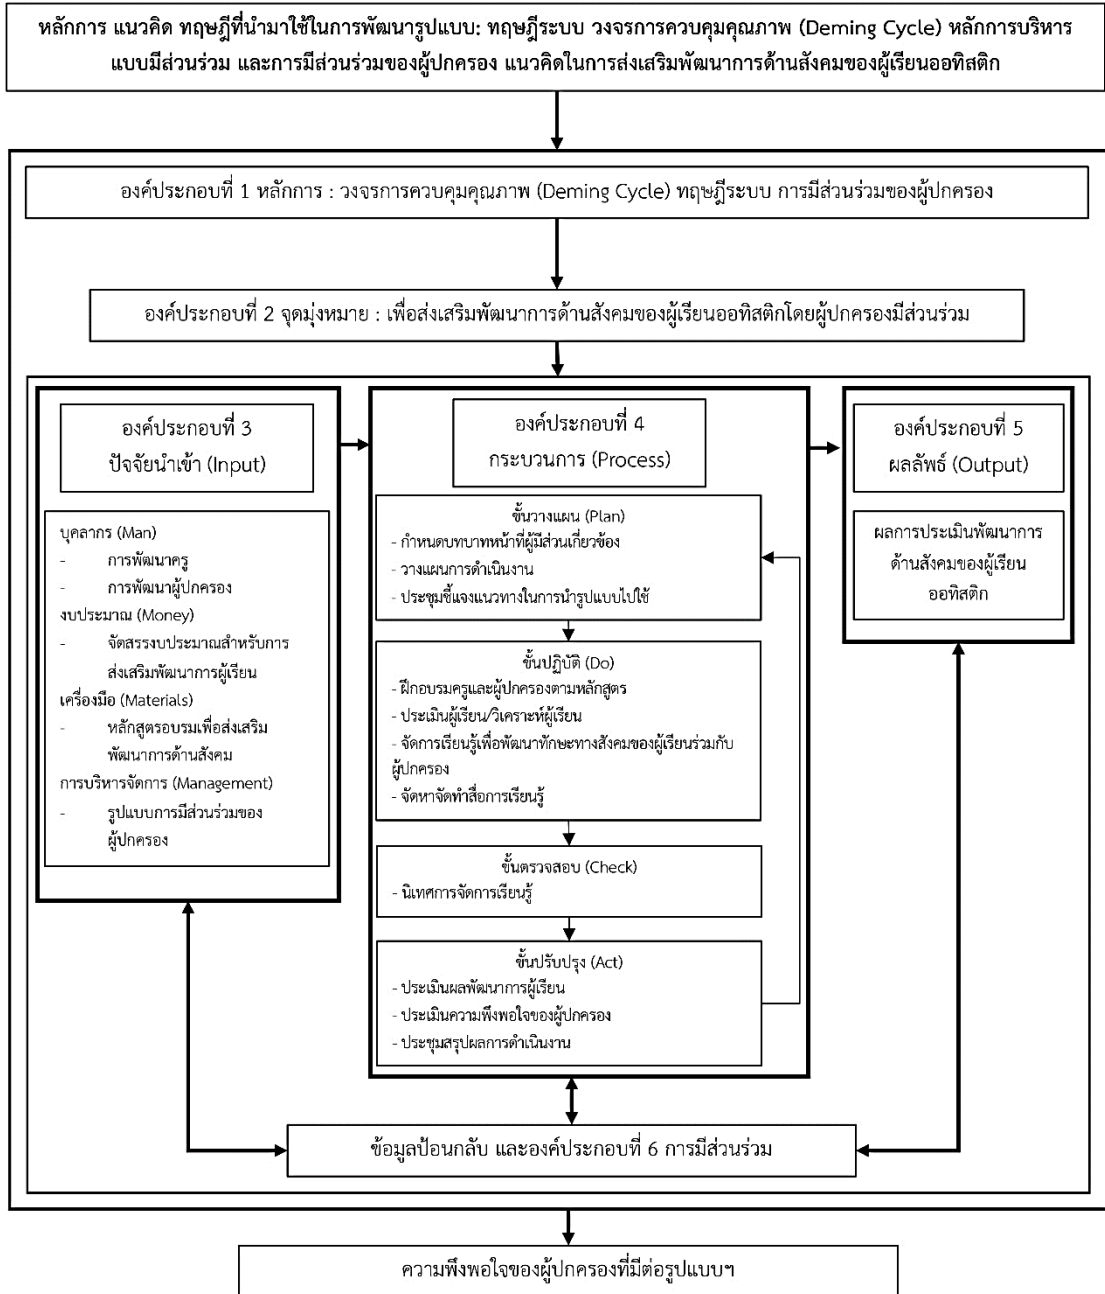 หลักการ แนวคิด ทฤษฎีที่นำมาใช้ในการพัฒนารูปแบบ: ทฤษฎีระบบ วงจรการควบคุมคุณภาพ (Deming Cycle) หลักการบริหาร
แบบมีส่วนร่วม และการมีส่วนร่วมของผู้ปกครอง แนวคิดในการส่งเสริมพัฒนาการด้านสังคมของผู้เรียนออทิสติก
องค์ประกอบที่ 1 หลักการ : วงจรการควบคุมคุณภาพ (Deming Cycle) ทฤษฎีระบบ การมีส่วนร่วมของผู้ปกครอง
องค์ประกอบที่ 2 จุดมุ่งหมาย : เพื่อส่งเสริมพัฒนาการด้านสังคมของผู้เรียนออทิสติกโดยผู้ปกครองมีส่วนร่วม
องค์ประกอบที่ 3
ปัจจัยนำเข้า (Input)
บุคลากร (Man)
- การพัฒนาครู
- การพัฒนาผู้ปกครอง
งบประมาณ (Money)
- จัดสรรงบประมาณสำหรับการ
ส่งเสริมพัฒนาการผู้เรียน
เครื่องมือ (Materials)
- หลักสูตรอบรมเพื่อส่งเสริม
พัฒนาการด้านสังคม
การบริหารจัดการ (Management)
- รูปแบบการมีส่วนร่วมของ
ผู้ปกครอง
องค์ประกอบที่ 4
กระบวนการ (Process)
ขั้นวางแผน (Plan)
- กำหนดบทบาทหน้าที่ผู้มีส่วนเกี่ยวข้อง
- วางแผนการดำเนินงาน
- ประชุมชี้แจงแนวทางในการนำรูปแบบไปใช้
ขั้นปฏิบัติ (Do)
- ฝึกอบรมครูและผู้ปกครองตามหลักสูตร
- ประเมินผู้เรียน/วิเคราะห์ผู้เรียน
- จัดการเรียนรู้เพื่อพัฒนาทักษะทางสังคมของผู้เรียนร่วมกับ
ผู้ปกครอง
- จัดหาจัดทำสื่อการเรียนรู้
ขั้นตรวจสอบ (Check)
- นิเทศการจัดการเรียนรู้
ขั้นปรับปรุง (Act)
- ประเมินผลพัฒนาการผู้เรียน
- ประเมินความพึงพอใจของผู้ปกครอง
- ประชุมสรุปผลการดำเนินงาน
องค์ประกอบที่ 5
ผลลัพธ์ (Output)
ผลการประเมินพัฒนาการ
ด้านสังคมของผู้เรียน
ออทิสติก
ข้อมูลป้อนกลับ และองค์ประกอบที่ 6 การมีส่วนร่วม
ความพึงพอใจของผู้ปกครองที่มีต่อรูปแบบฯ